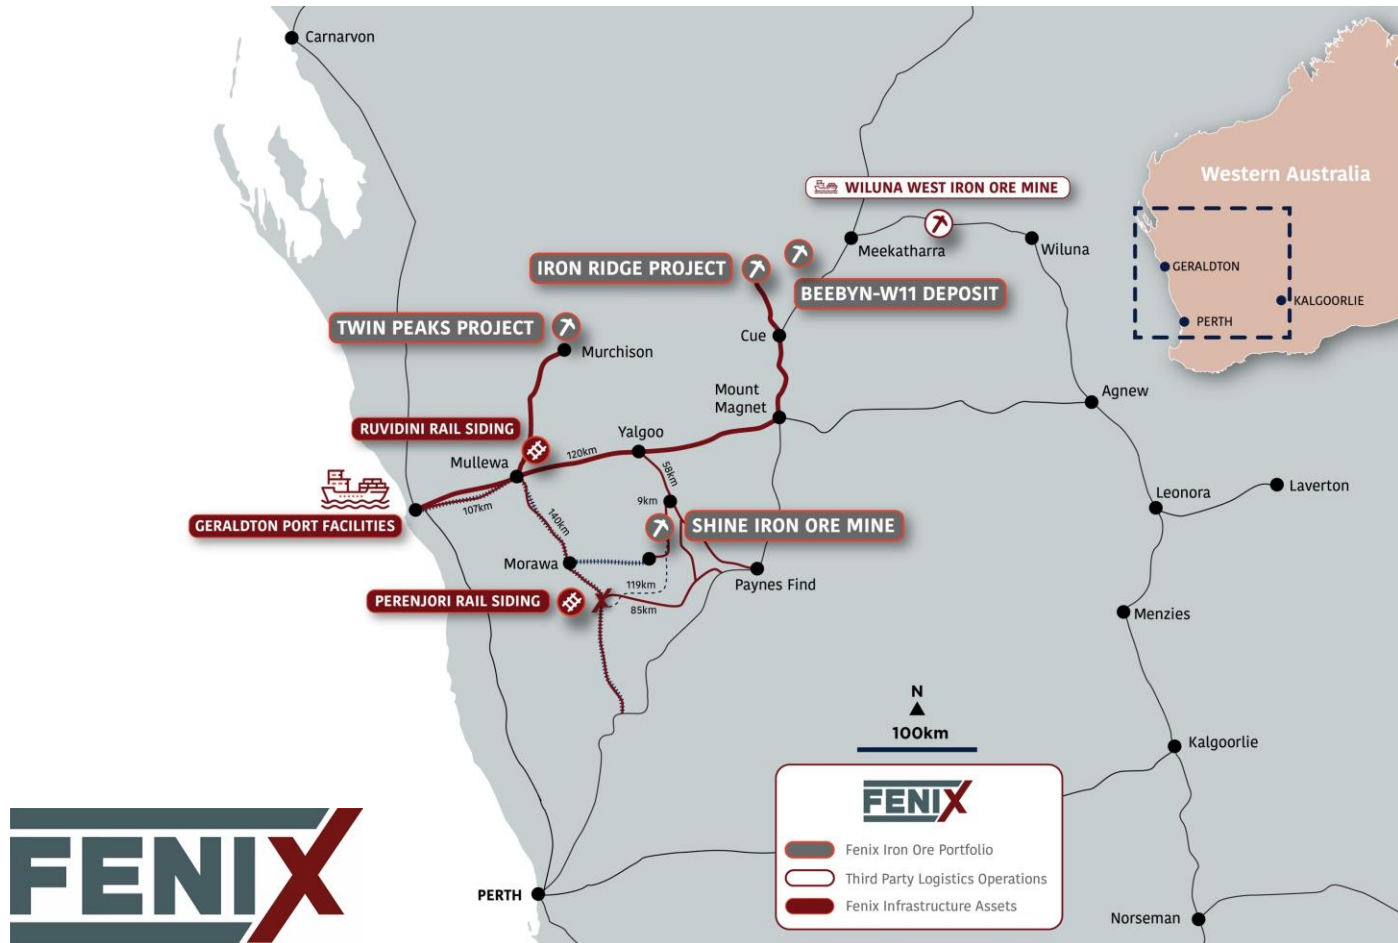 Carnarvon
WILUNA WEST IRON ORE MINE
Western Australia
Meekatharra
Wiluna
IRON RIDGE PROJECT
BEEBYN-W11 DEPOSIT
GERALDTON
KALGOORLIE
PERTH
TWIN PEAKS PROJECT
Murchison
Cue
Mount
Magnet
Agnew
RUVIDINI RAIL SIDING
Yalgoo
Mullewa
120km
58km
107km
9km
Leonora
Laverton
GERALDTON PORT FACILITIES
140km
SHINE IRON ORE MINE
Morawa
119km
Paynes Find
PERENJORI RAIL SIDING
85km
Menzies
N
100km
Kalgoorlie
FENIX
Fenix Iron Ore Portfolio
Third Party Logistics Operations
Fenix Infrastructure Assets
FENIX
PERTH
Norseman